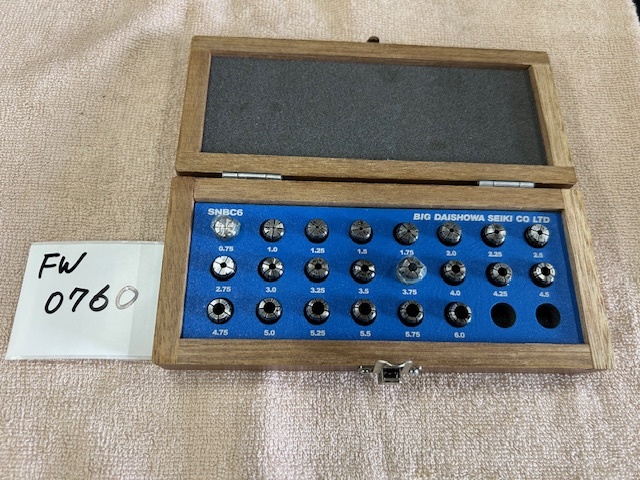 SNBC6 BIG DAISHOWA SEIKI CO LTD
0.75 1.0 1.25 1.5 1.75 2.0 2.25 2.5
2.75 3.0 3.25 3.5 3.75 4.0 4.25 4.5
4.75 5.0 5.25 5.5 5.75 6.0
FW
0760